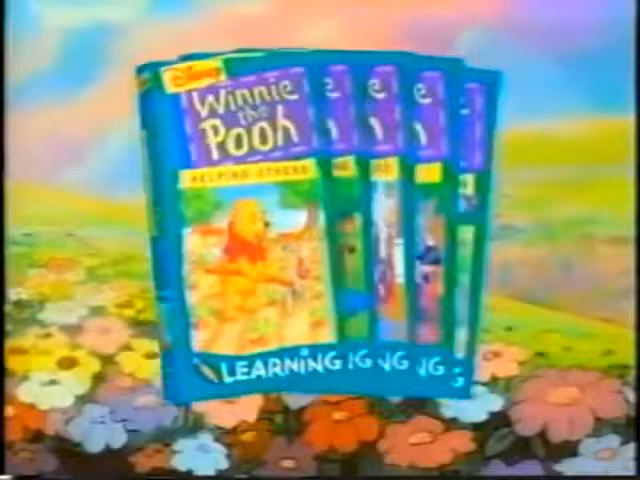 Disney
Winnie
the
Pooh
HELPING OTHERS
LEARNING